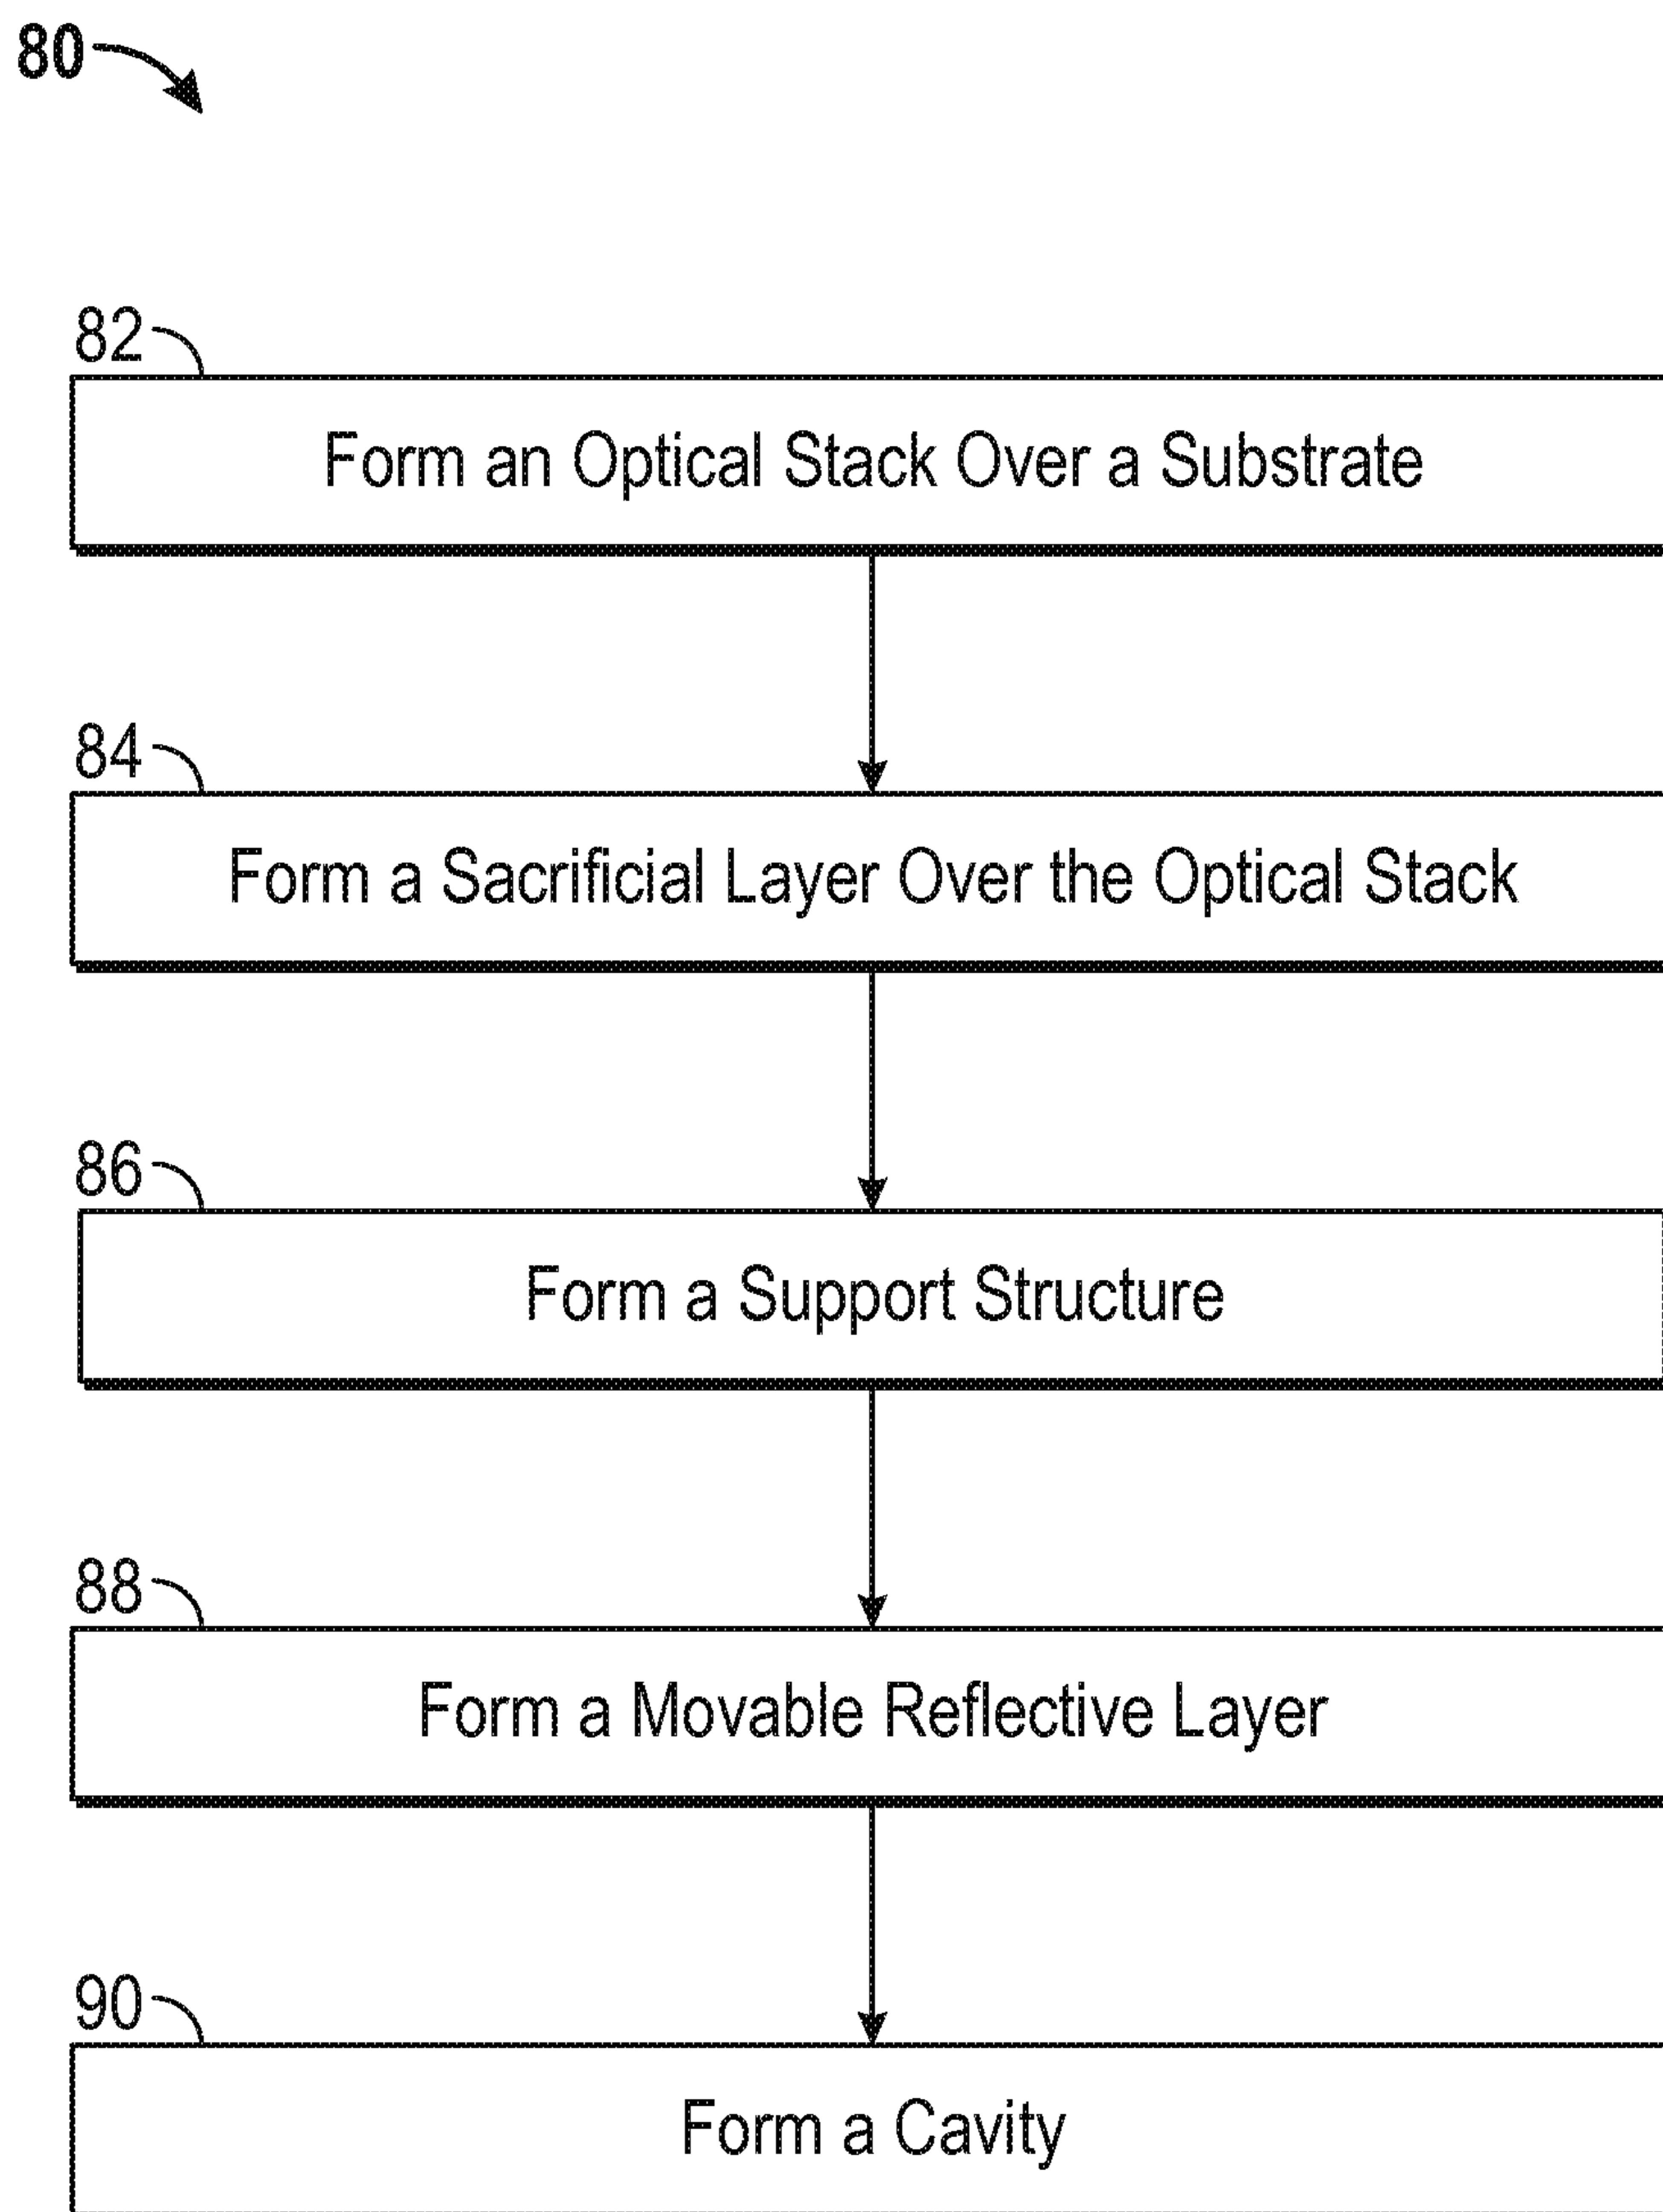 80
82
Form an Optical Stack Over a Substrate
84
Form a Sacrificial Layer Over the Optical Stack
86
Form a Support Structure
88
Form a Movable Reflective Layer
90
Form a Cavity